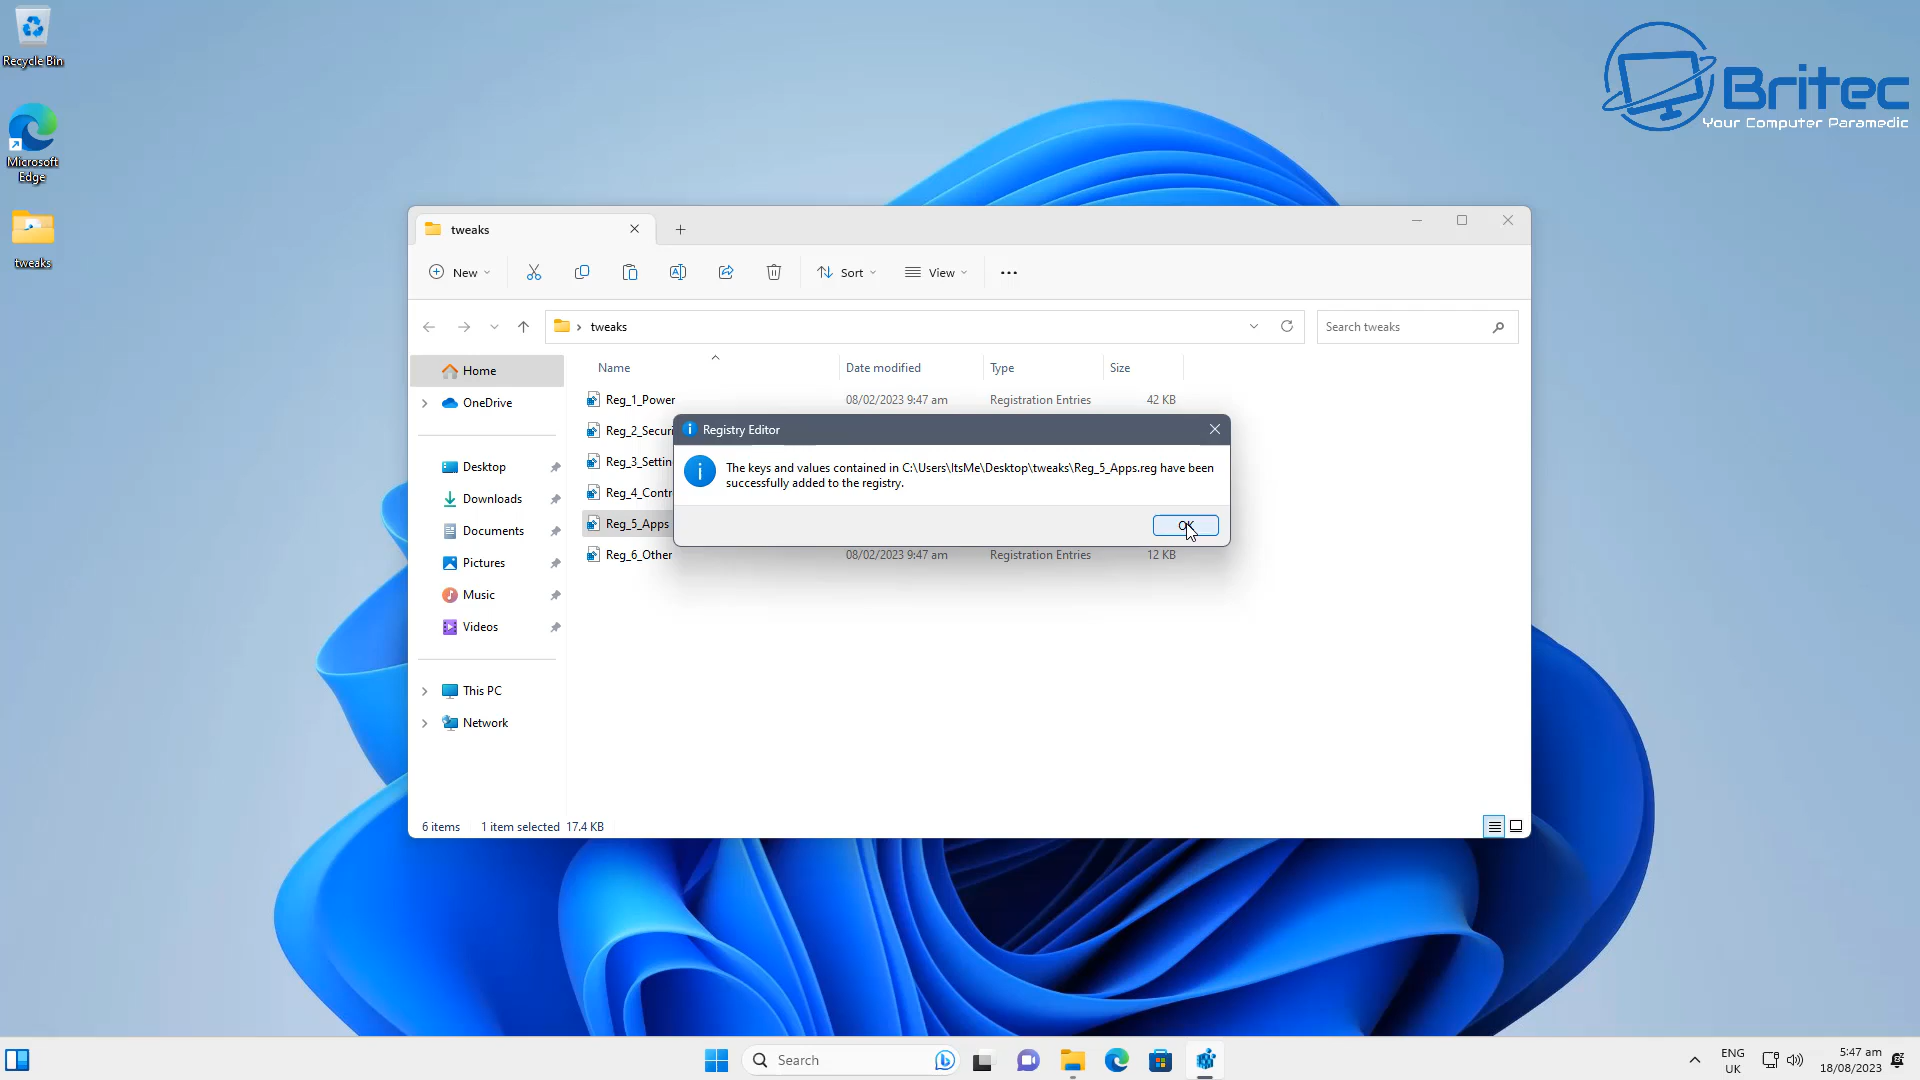 Recycle Bin
Microsoft
Edge
tweaks
Britec
Your Computer Paramedic
tweaks
New
Sort
View
tweaks
Search tweaks
Home
OneDrive
Desktop
Downloads
Documents
Pictures
Music
Videos
This PC
Network
Name
Date modified
Type
Size
Reg_1_Power
08/02/2023 9:47 am
Registration Entries
42 KB
Reg_2_Securi
Reg_3_Settin
Reg_4_Contr
Reg_5_Apps
Reg_6_Other
08/02/2023 9:47 am
Registration Entries
12 KB
Registry Editor
The keys and values contained in C:\Users\ItsMe\Desktop\tweaks\Reg_5_Apps.reg have been
successfully added to the registry.
OK
6 items
1 item selected 17.4 KB
Search
ENG
UK
5:47 am
18/08/2023